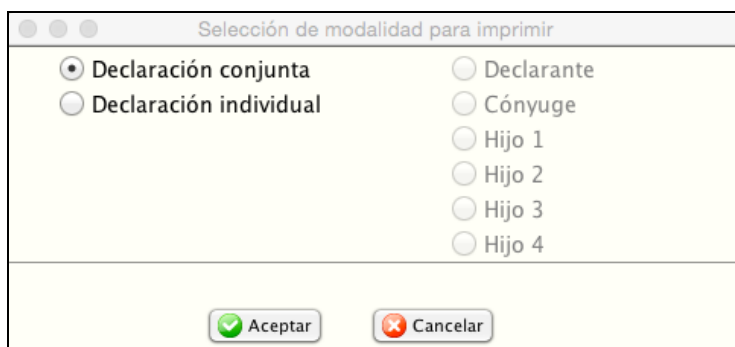 Selección de modalidad para imprimir
Declaración conjunta
Declaración individual
Declarante
Cónyuge
Hijo 1
Hijo 2
Hijo 3
Hijo 4
Aceptar
Cancelar